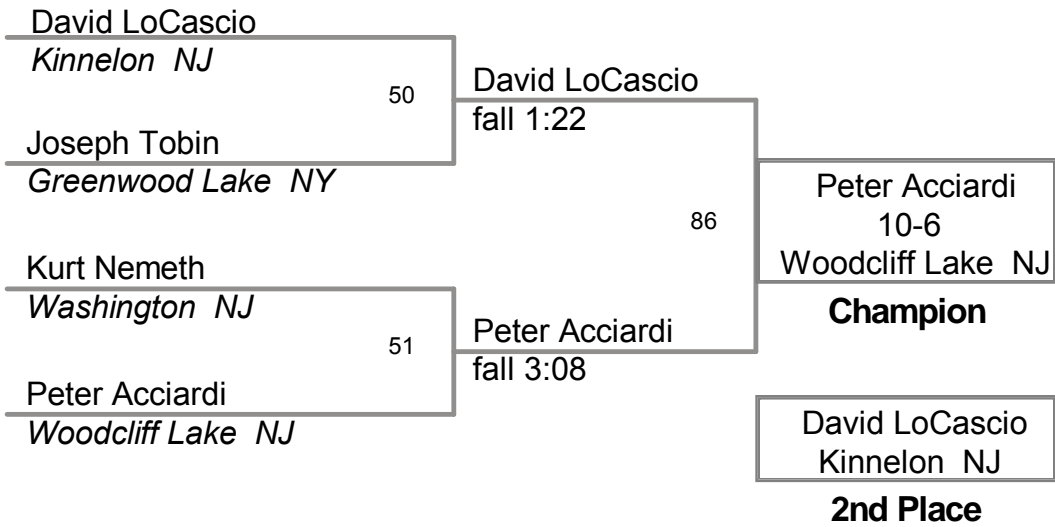 David LoCascio
Kinnelon NJ
50
Joseph Tobin
Greenwood Lake NY
David LoCascio
fall 1:22
Kurt Nemeth
Washington NJ
51
Peter Acciardi
Woodcliff Lake NJ
Peter Acciardi
fall 3:08
86
Peter Acciardi
10-6
Woodcliff Lake NJ
Champion
David LoCascio
Kinnelon NJ
2nd Place